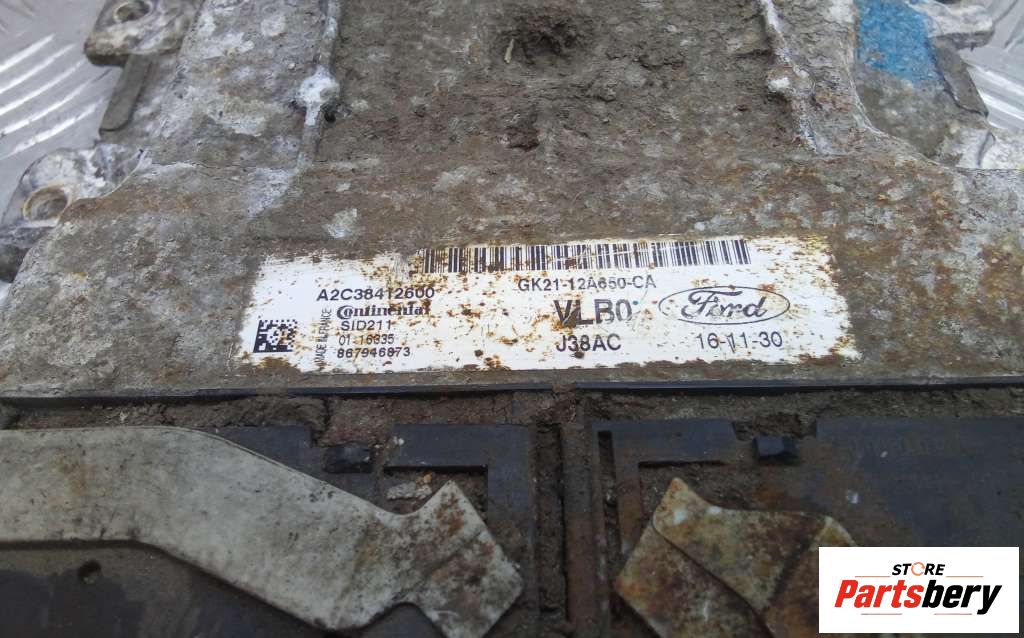 A2C38412600
Continental
SID211
01-16335
867946873
MADE IN FRANCE
GK21-12A650-CA
VLB0
Ford
J38AC
16-11-30
STORE
Partsbery